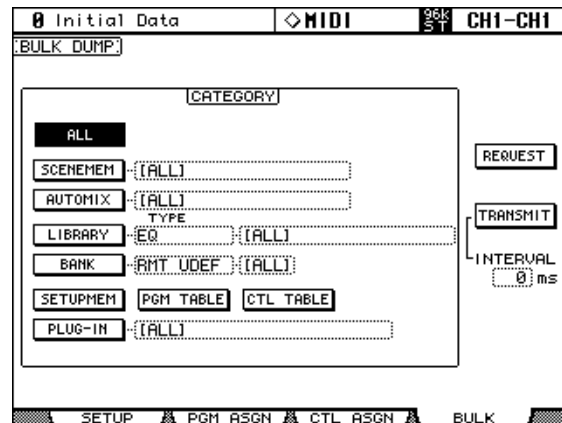 0 Initial Data ◇MIDI 96k ST CH1-CH1
BULK DUMP
CATEGORY
ALL
REQUEST
SCENEMEM [ALL]
AUTOMIX [ALL]
TRANSMIT
TYPE
LIBRARY EQ [ALL]
INTERVAL
BANK RMT UDEF [ALL]
0 ms
SETUPMEM PGM TABLE CTL TABLE
PLUG-IN [ALL]
SETUP PGM ASGN CTL ASGN BULK